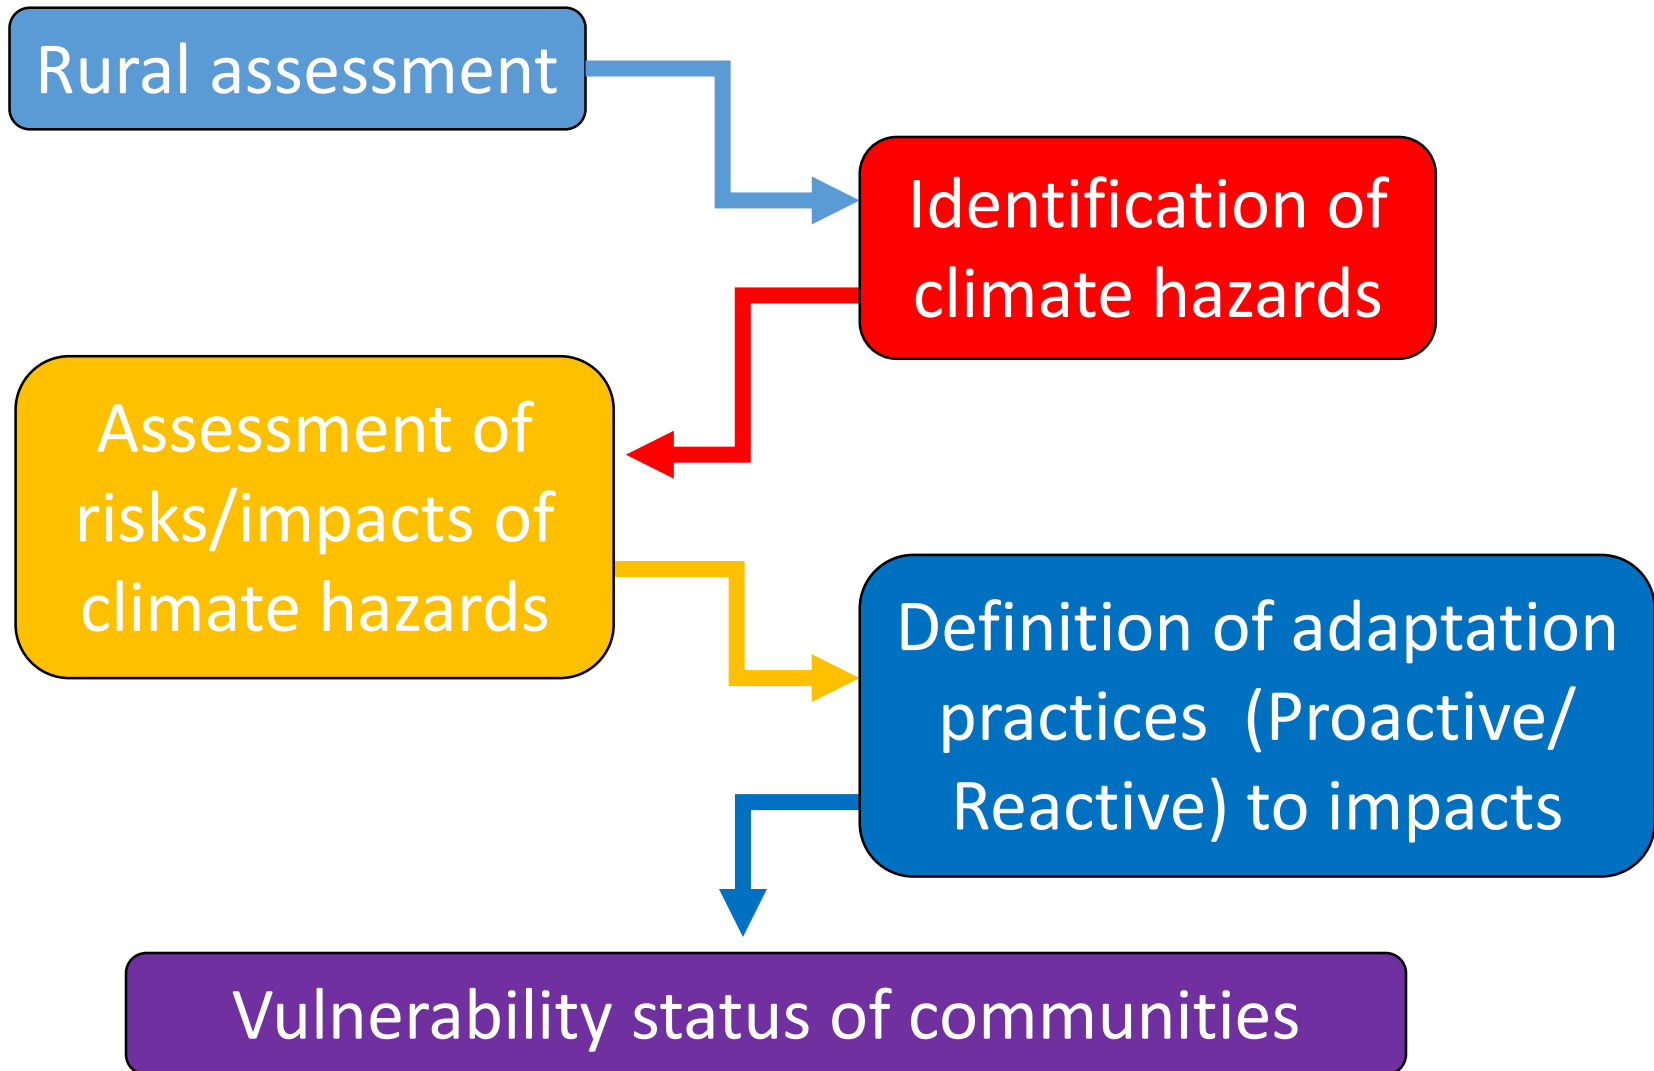 Rural assessment
Identification of
climate hazards
Assessment of
risks/impacts of
climate hazards
Definition of adaptation
practices  (Proactive/
Reactive) to impacts
Vulnerability status of communities